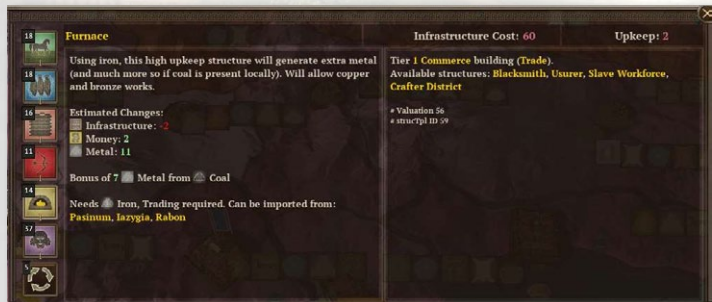 Furnace
Infrastructure Cost: 60
Upkeep: 2
Using iron, this high upkeep structure will generate extra metal
(and much more so if coal is present locally). Will allow copper
and bronze works.
Estimated Changes:
Infrastructure: -2
Money: 2
Metal: 11
Bonus of 7 Metal from Coal
Needs Iron, Trading required. Can be imported from:
Pasinum, Iazygia, Rabon
Tier 1 Commerce building (Trade).
Available structures: Blacksmith, Usurer, Slave Workforce,
Crafter District
# Valuation 56
# strucTpl ID 59
18
18
16
11
14
37
5